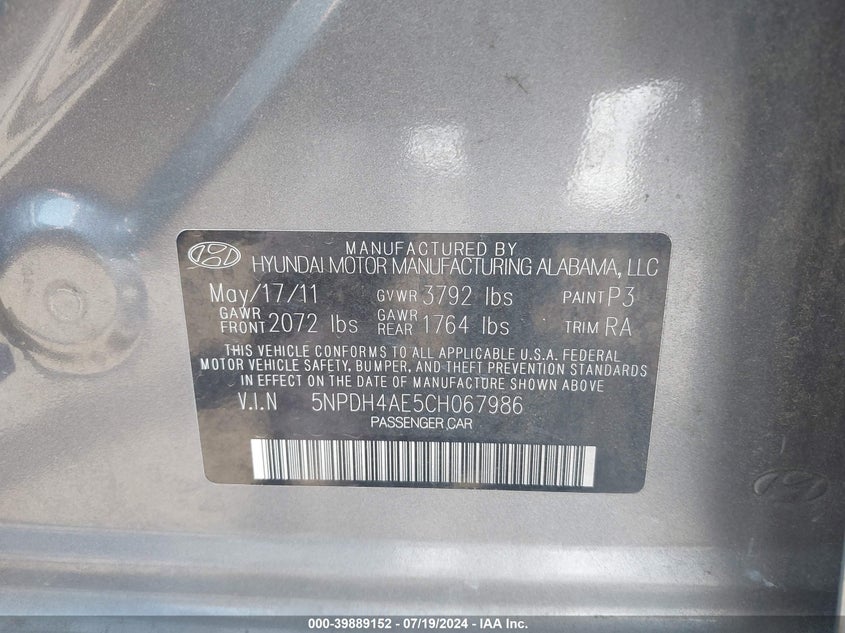 MANUFACTURED BY
HYUNDAI MOTOR MANUFACTURING ALABAMA, LLC
May/17/11 GVWR 3792 lbs PAINT P3
GAWR FRONT 2072 lbs GAWR REAR 1764 lbs TRIM RA
THIS VEHICLE CONFORMS TO ALL APPLICABLE U.S.A. FEDERAL
MOTOR VEHICLE SAFETY, BUMPER, AND THEFT PREVENTION STANDARDS
IN EFFECT ON THE DATE OF MANUFACTURE SHOWN ABOVE
V.I.N 5NPDH4AE5CH067986
PASSENGER CAR
000-39889152 - 07/19/2024 - IAA Inc.